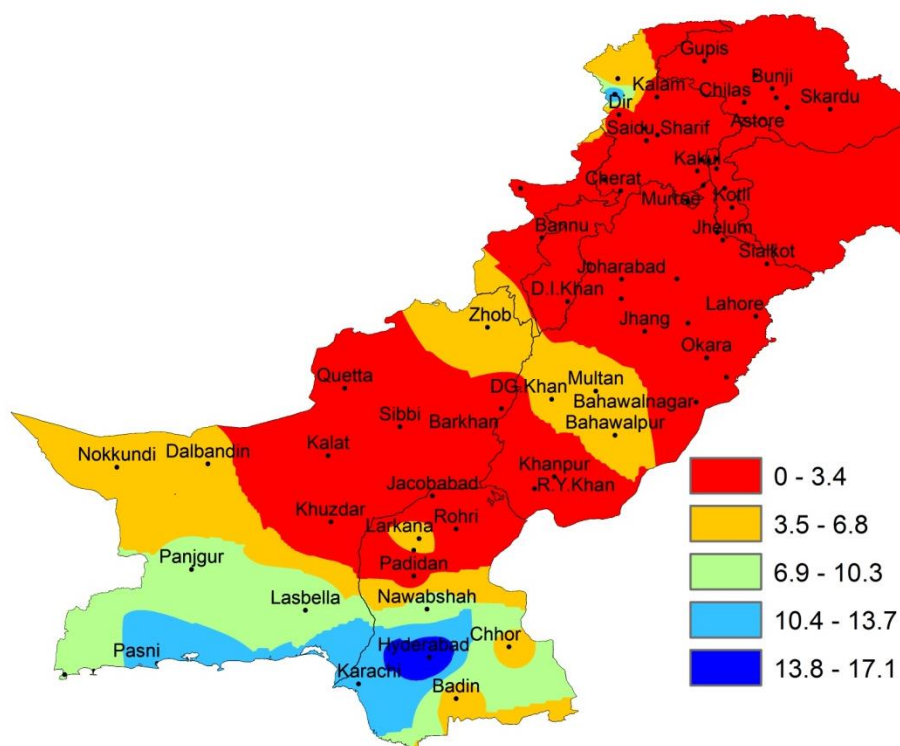 Gupis
Bunji
Kalam
Chilas
Skardu
Dir
Astore
Saidu Sharif
Kakul
Cherat
Murree
Kotli
Bannu
Jhelum
Sialkot
Joharabad
D.I.Khan
Lahore
Zhob
Jhang
Okara
Quetta
DG.Khan
Multan
Bahawalnagar
Sibbi
Barkhan
Bahawalpur
Kalat
Nokkundi
Dalbandin
Khanpur
R.Y.Khan
Jacobabad
Khuzdar
Rohri
Larkana
Panjgur
Padidan
Lasbella
Nawabshah
Pasni
Hyderabad
Chhor
Karachi
Badin
0 - 3.4
3.5 - 6.8
6.9 - 10.3
10.4 - 13.7
13.8 - 17.1